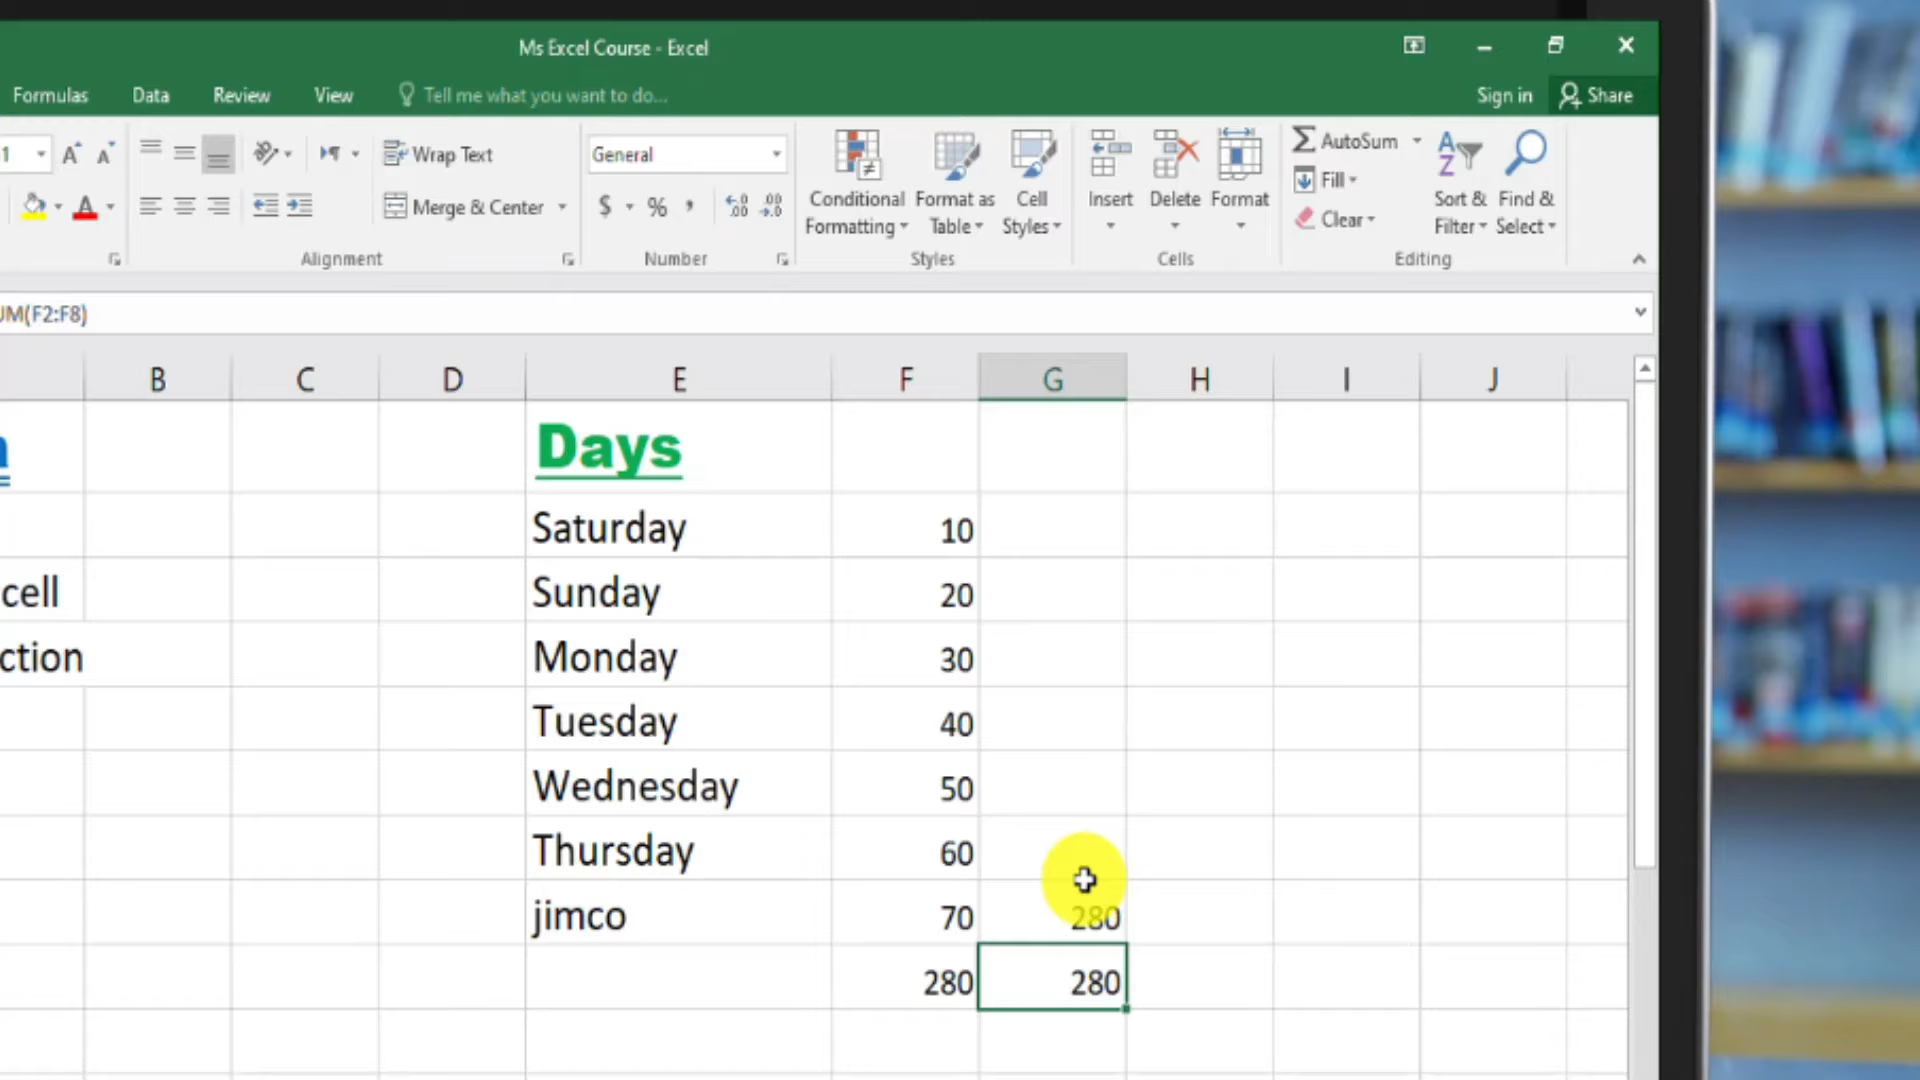 Ms Excel Course - Excel
Formulas Data Review View Tell me what you want to do... Sign in Share
Wrap Text General AutoSum
Fill
Conditional Formatting Format as Table Cell Styles Insert Delete Format Sort & Filter Find & Select
Merge & Center $ % , Clear
Alignment Number Styles Cells Editing
UM(F2:F8)
B C D E F G H I J
Days
Saturday 10
cell Sunday 20
ction Monday 30
Tuesday 40
Wednesday 50
Thursday 60
jimco 70 280
280 280